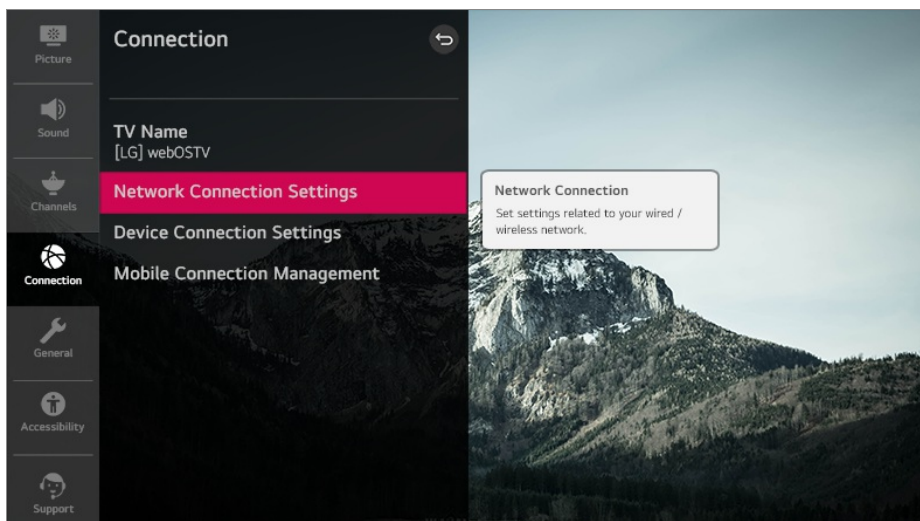 Picture
Sound
Channels
Connection
General
Accessibility
Support
Connection
TV Name
[LG] webOSTV
Network Connection Settings
Device Connection Settings
Mobile Connection Management
Network Connection
Set settings related to your wired /
wireless network.